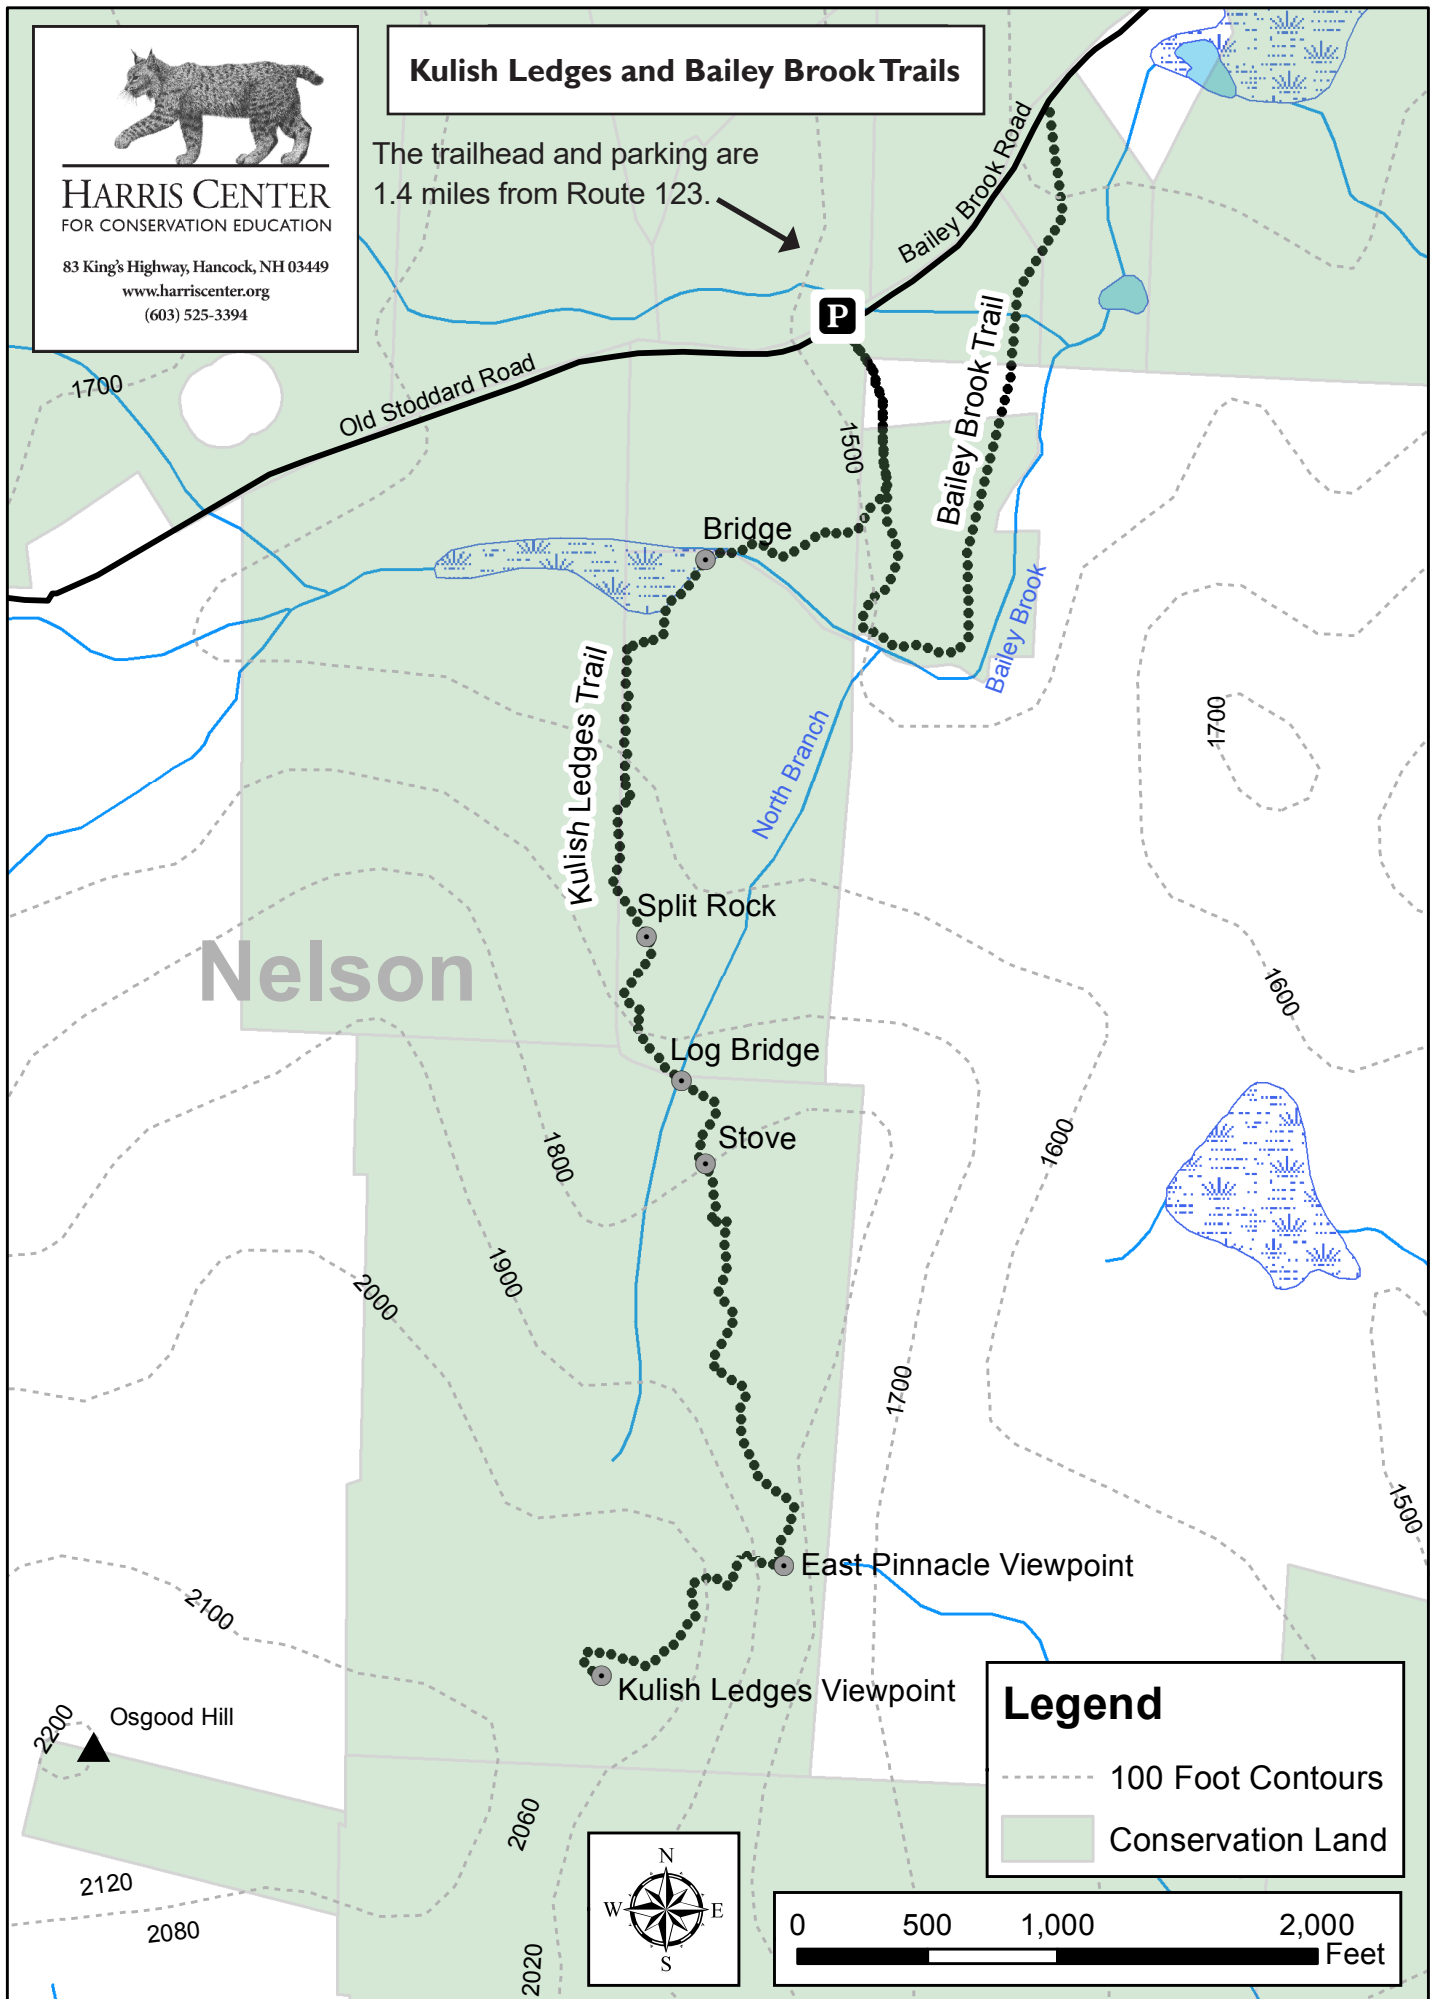 Kulish Ledges and Bailey Brook Trails
HARRIS CENTER
FOR CONSERVATION EDUCATION
83 King's Highway, Hancock, NH 03449
www.harriscenter.org
(603) 525-3394
The trailhead and parking are
1.4 miles from Route 123.
Bailey Brook Road
P
Old Stoddard Road
1700
1500
Bailey Brook Trail
Bridge
Bailey Brook
Kulish Ledges Trail
North Branch
1700
Split Rock
Nelson
1600
Log Bridge
Stove
1600
1800
1900
2000
1700
1500
East Pinnacle Viewpoint
2100
Kulish Ledges Viewpoint
2200
Osgood Hill
2060
2120
2080
2020
N
W
E
S
Legend
100 Foot Contours
Conservation Land
0 500 1,000 2,000
Feet